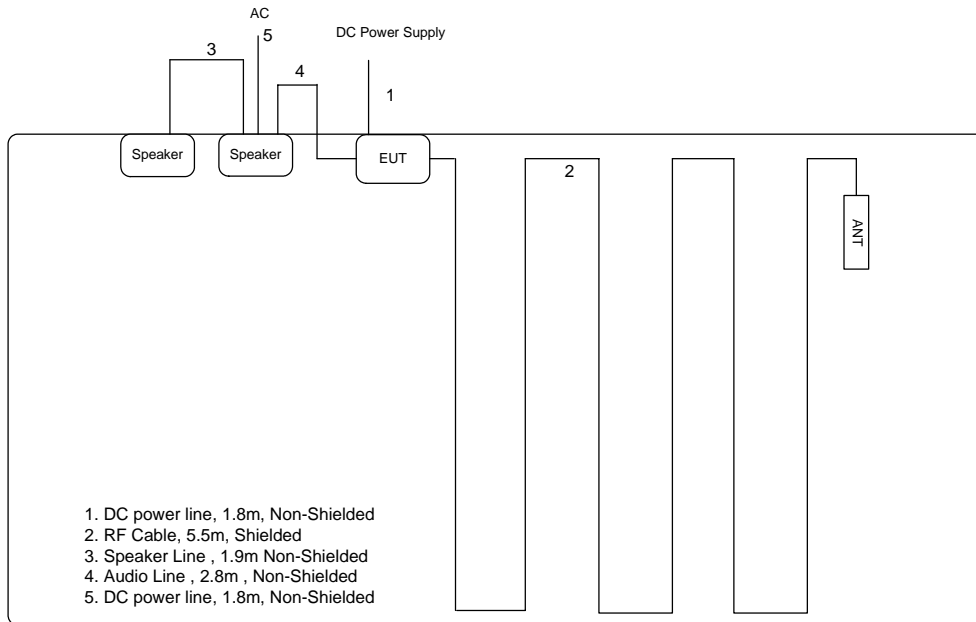 AC
5
DC Power Supply
3
4
1
Speaker
Speaker
EUT
2
ANT
1. DC power line, 1.8m, Non-Shielded
2. RF Cable, 5.5m, Shielded
3. Speaker Line , 1.9m Non-Shielded
4. Audio Line , 2.8m , Non-Shielded
5. DC power line, 1.8m, Non-Shielded